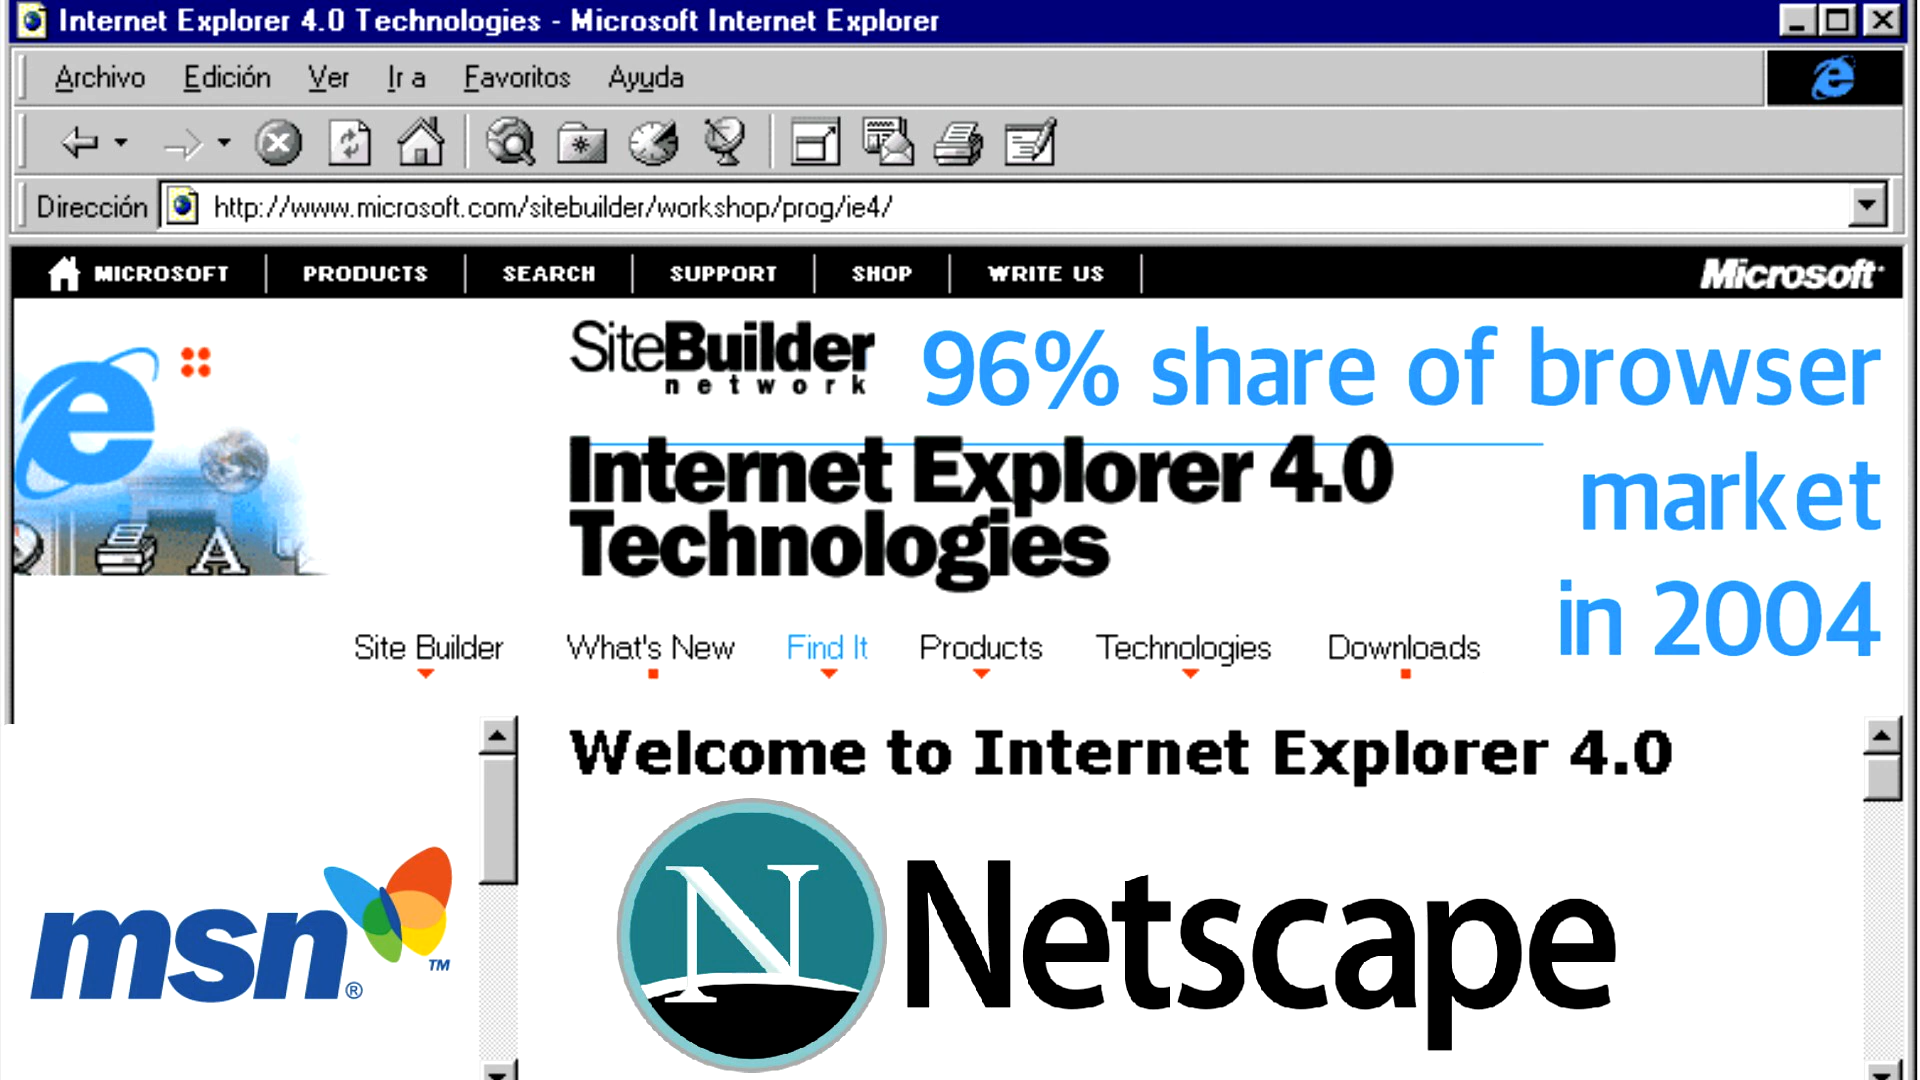 Internet Explorer 4.0 Technologies - Microsoft Internet Explorer
Archivo Edición Ver Ir a Favoritos Ayuda
Dirección http://www.microsoft.com/sitebuilder/workshop/prog/ie4/
MICROSOFT PRODUCTS SEARCH SUPPORT SHOP WRITE US Microsoft
SiteBuilder
network
96% share of browser
market
in 2004
Internet Explorer 4.0
Technologies
Site Builder What's New Find It Products Technologies Downloads
Welcome to Internet Explorer 4.0
msn® ™
N Netscape